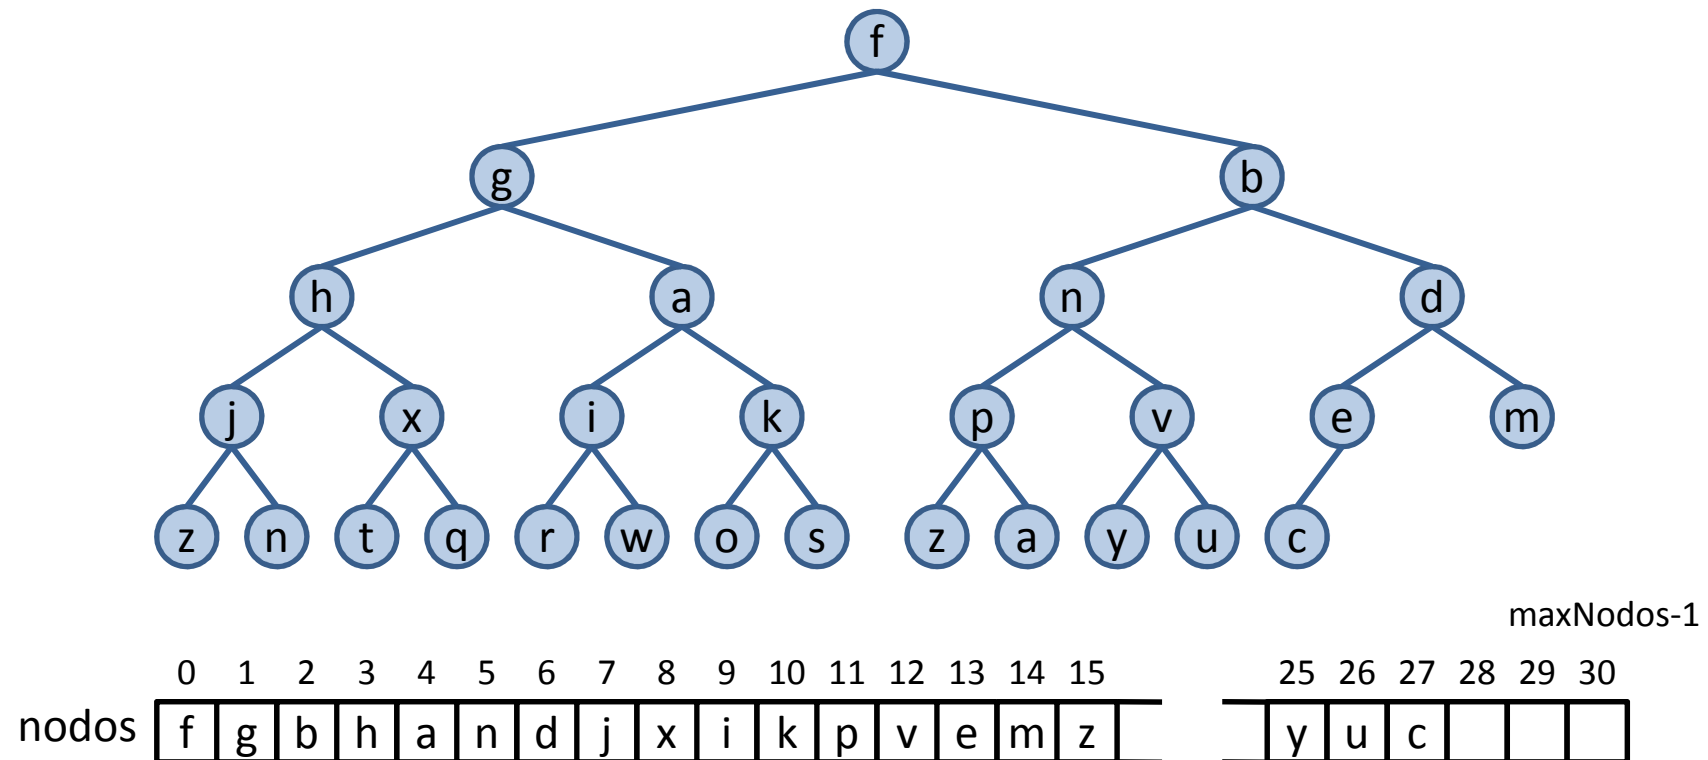 f
g b
h a n d
j x i k p v e m
z n t q r w o s z a y u c
maxNodos-1
0 1 2 3 4 5 6 7 8 9 10 11 12 13 14 15 25 26 27 28 29 30
nodos f g b h a n d j x i k p v e m z y u c